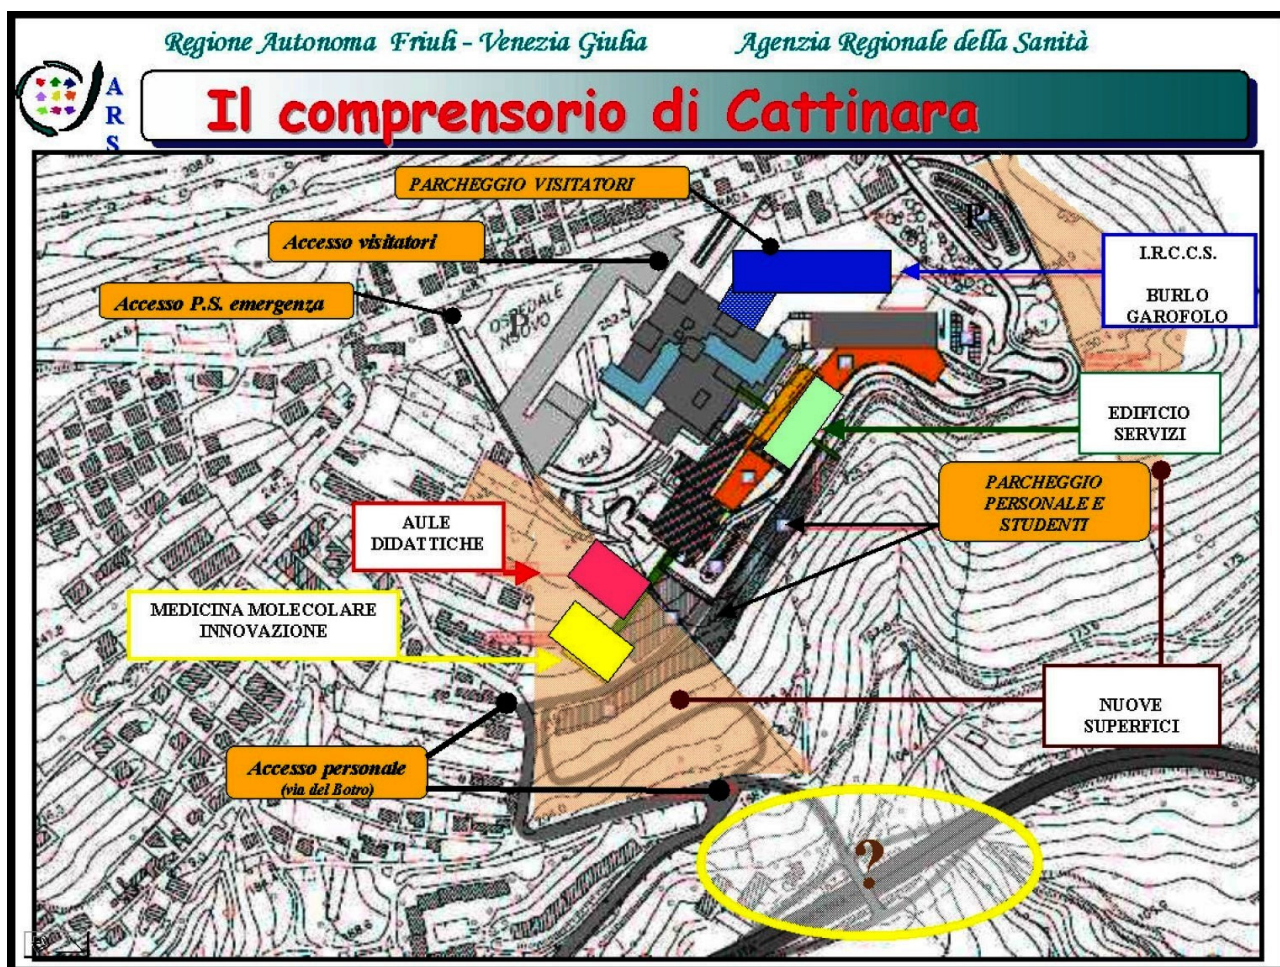 Regione Autonoma Friuli - Venezia Giulia Agenzia Regionale della Sanità
A
R
S
Il comprensorio di Cattinara
PARCHEGGIO VISITATORI
P
Accesso visitatori
I.R.C.C.S.
BURLO
GAROFOLO
Accesso P.S. emergenza
OSPEDALE
NUOVO
P
EDIFICIO
SERVIZI
PARCHEGGIO
PERSONALE E
STUDENTI
AULE
DIDATTICHE
MEDICINA MOLECOLARE
INNOVAZIONE
NUOVE
SUPERFICI
Accesso personale
(via del Botro)
?